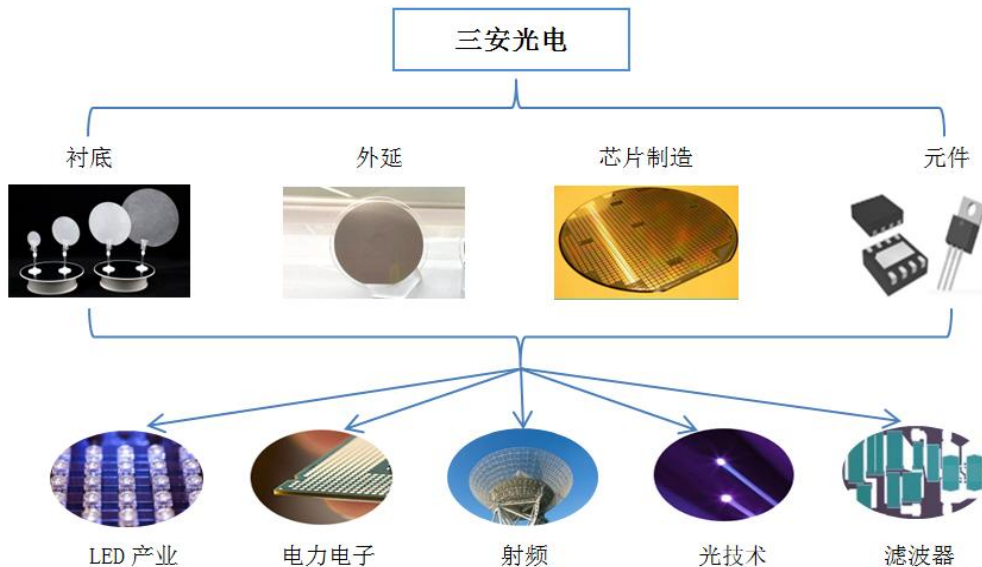 三安光电
衬底
外延
芯片制造
元件
LED 产业
电力电子
射频
光技术
滤波器